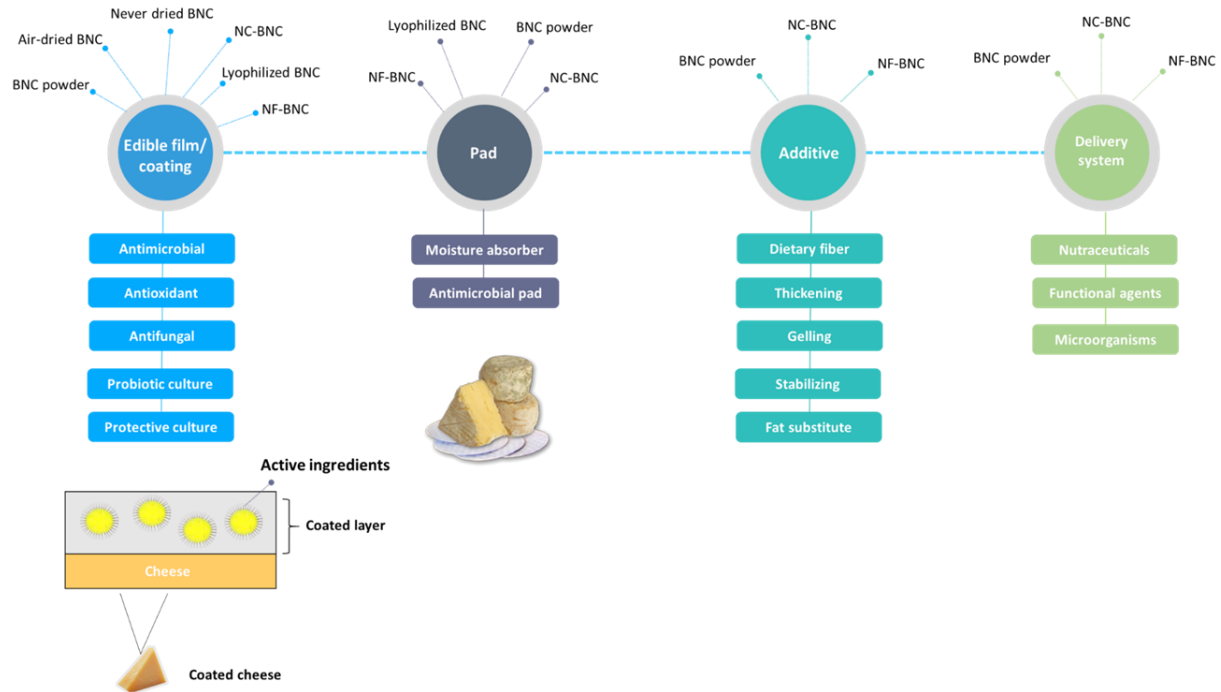 Never dried BNC
Air-dried BNC
NC-BNC
Lyophilized BNC
BNC powder
NF-BNC
Edible film/
coating
Antimicrobial
Antioxidant
Antifungal
Probiotic culture
Protective culture
Lyophilized BNC
BNC powder
NF-BNC
NC-BNC
Pad
Moisture absorber
Antimicrobial pad
NC-BNC
BNC powder
NF-BNC
Additive
Dietary fiber
Thickening
Gelling
Stabilizing
Fat substitute
NC-BNC
BNC powder
NF-BNC
Delivery
system
Nutraceuticals
Functional agents
Microorganisms
Active ingredients
Coated layer
Cheese
Coated cheese